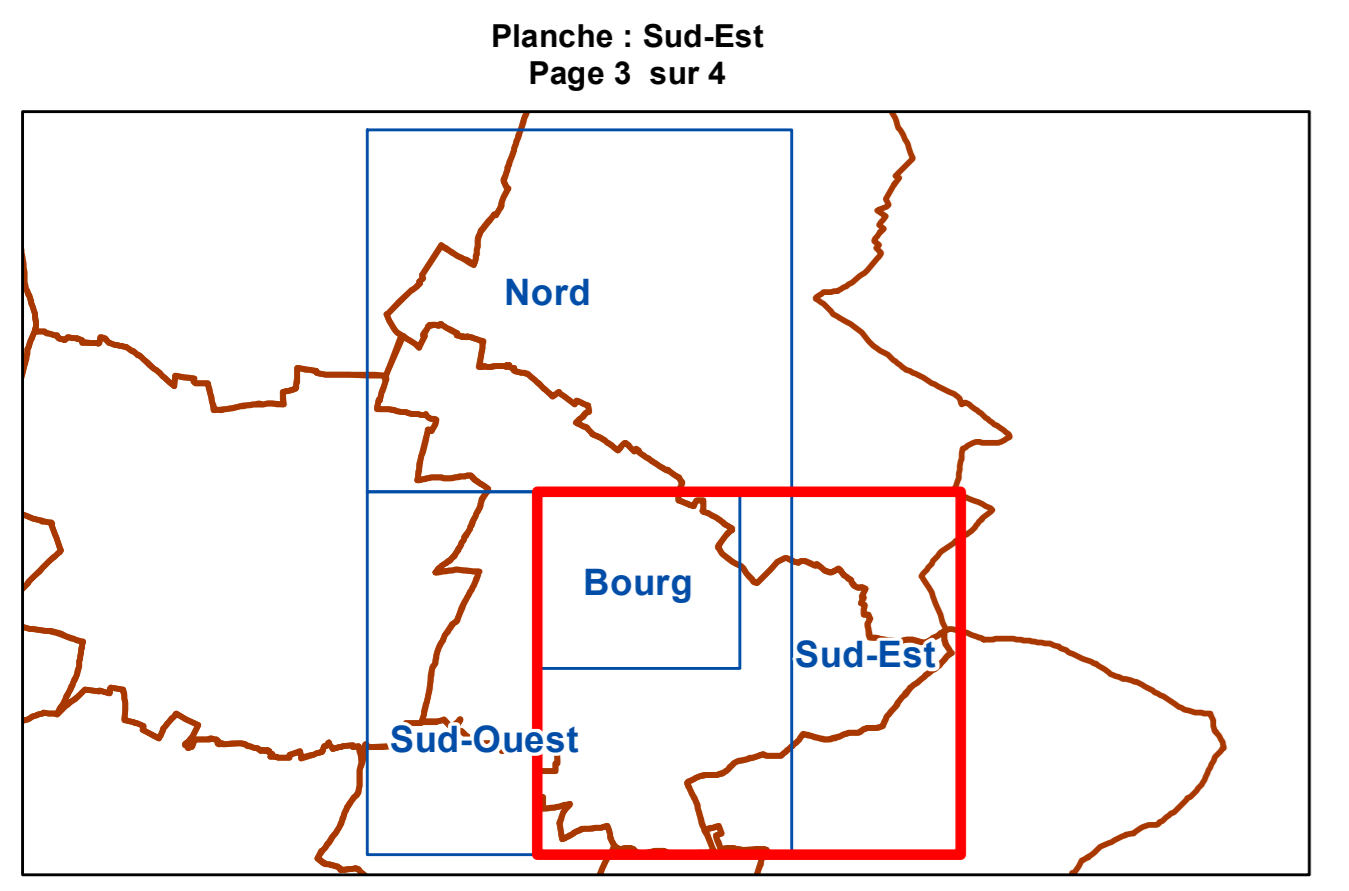 Planche : Sud-Est
Page 3 sur 4
Nord
Bourg
Sud-Est
Sud-Ouest